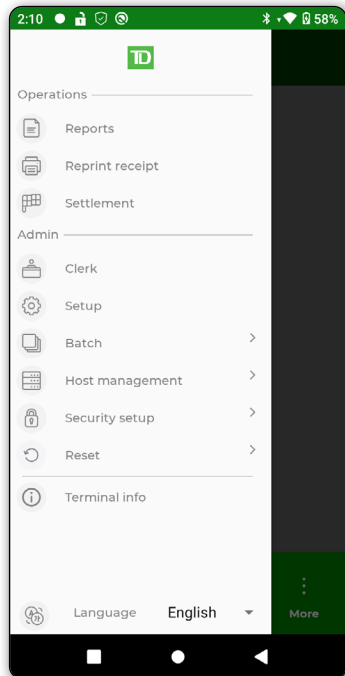 2:10 58%
TD
Operations
Reports
Reprint receipt
Settlement
Admin
Clerk
Setup
Batch
Host management
Security setup
Reset
Terminal info
Language English
More